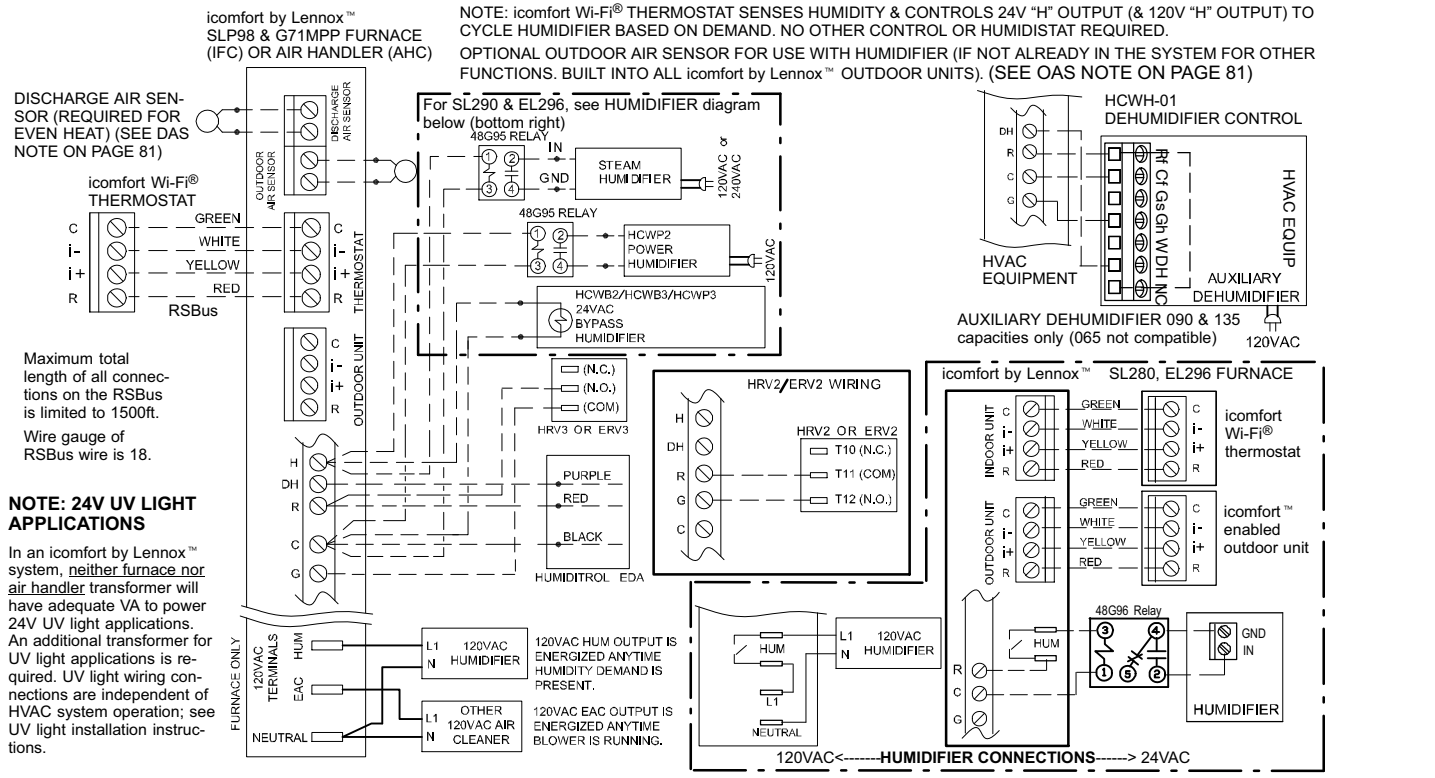 icomfort by Lennox™
SLP98 & G71MPP FURNACE
(IFC) OR AIR HANDLER (AHC)
NOTE: icomfort Wi-Fi® THERMOSTAT SENSES HUMIDITY & CONTROLS 24V “H” OUTPUT (& 120V “H” OUTPUT) TO
CYCLE HUMIDIFIER BASED ON DEMAND. NO OTHER CONTROL OR HUMIDISTAT REQUIRED.
OPTIONAL OUTDOOR AIR SENSOR FOR USE WITH HUMIDIFIER (IF NOT ALREADY IN THE SYSTEM FOR OTHER
FUNCTIONS. BUILT INTO ALL icomfort by Lennox™ OUTDOOR UNITS). (SEE OAS NOTE ON PAGE 81)
DISCHARGE AIR SEN-
SOR (REQUIRED FOR
EVEN HEAT) (SEE DAS
NOTE ON PAGE 81)
DISCHARGE
AIR SENSOR
OUTDOOR
AIR SENSOR
icomfort Wi-Fi®
THERMOSTAT
C
i-
i+
R
GREEN
WHITE
YELLOW
RED
RSBus
C
i-
i+
R
THERMOSTAT
C
i-
i+
R
OUTDOOR UNIT
Maximum total
length of all connec-
tions on the RSBus
is limited to 1500ft.
Wire gauge of
RSBus wire is 18.
NOTE: 24V UV LIGHT
APPLICATIONS
In an icomfort by Lennox™
system, neither furnace nor
air handler transformer will
have adequate VA to power
24V UV light applications.
An additional transformer for
UV light applications is re-
quired. UV light wiring con-
nections are independent of
HVAC system operation; see
UV light installation instruc-
tions.
H
DH
R
C
G
FURNACE ONLY
120VAC
TERMINALS
HUM
EAC
NEUTRAL
For SL290 & EL296, see HUMIDIFIER diagram
below (bottom right)
48G95 RELAY
1
2
3
4
IN
GND
STEAM
HUMIDIFIER
120VAC or
240VAC
48G95 RELAY
1
2
3
4
HCWP2
POWER
HUMIDIFIER
120VAC
HCWB2/HCWB3/HCWP3
24VAC
BYPASS
HUMIDIFIER
(N.C.)
(N.O.)
(COM)
HRV3 OR ERV3
PURPLE
RED
BLACK
HUMIDITROL EDA
L1
N
120VAC
HUMIDIFIER
120VAC HUM OUTPUT IS
ENERGIZED ANYTIME
HUMIDITY DEMAND IS
PRESENT.
L1
N
OTHER
120VAC AIR
CLEANER
120VAC EAC OUTPUT IS
ENERGIZED ANYTIME
BLOWER IS RUNNING.
HRV2/ERV2 WIRING
H
DH
R
G
C
HRV2 OR ERV2
T10 (N.C.)
T11 (COM)
T12 (N.O.)
DH
R
C
G
HVAC
EQUIPMENT
HCWH-01
DEHUMIDIFIER CONTROL
Rf Cf Gs Gh W DH NC
HVAC EQUIP
AUXILIARY
DEHUMIDIFIER
120VAC
AUXILIARY DEHUMIDIFIER 090 & 135
capacities only (065 not compatible)
icomfort by Lennox™ SL280, EL296 FURNACE
INDOOR UNIT
C
i-
i+
R
GREEN
WHITE
YELLOW
RED
C
i-
i+
R
icomfort
Wi-Fi®
thermostat
OUTDOOR UNIT
C
i-
i+
R
GREEN
WHITE
YELLOW
RED
C
i-
i+
R
icomfort™
enabled
outdoor unit
HUM
L1
NEUTRAL
L1
N
120VAC
HUMIDIFIER
R
C
G
HUM
48G96 Relay
3
4
1
5
2
GND
IN
HUMIDIFIER
120VAC<-------HUMIDIFIER CONNECTIONS------> 24VAC